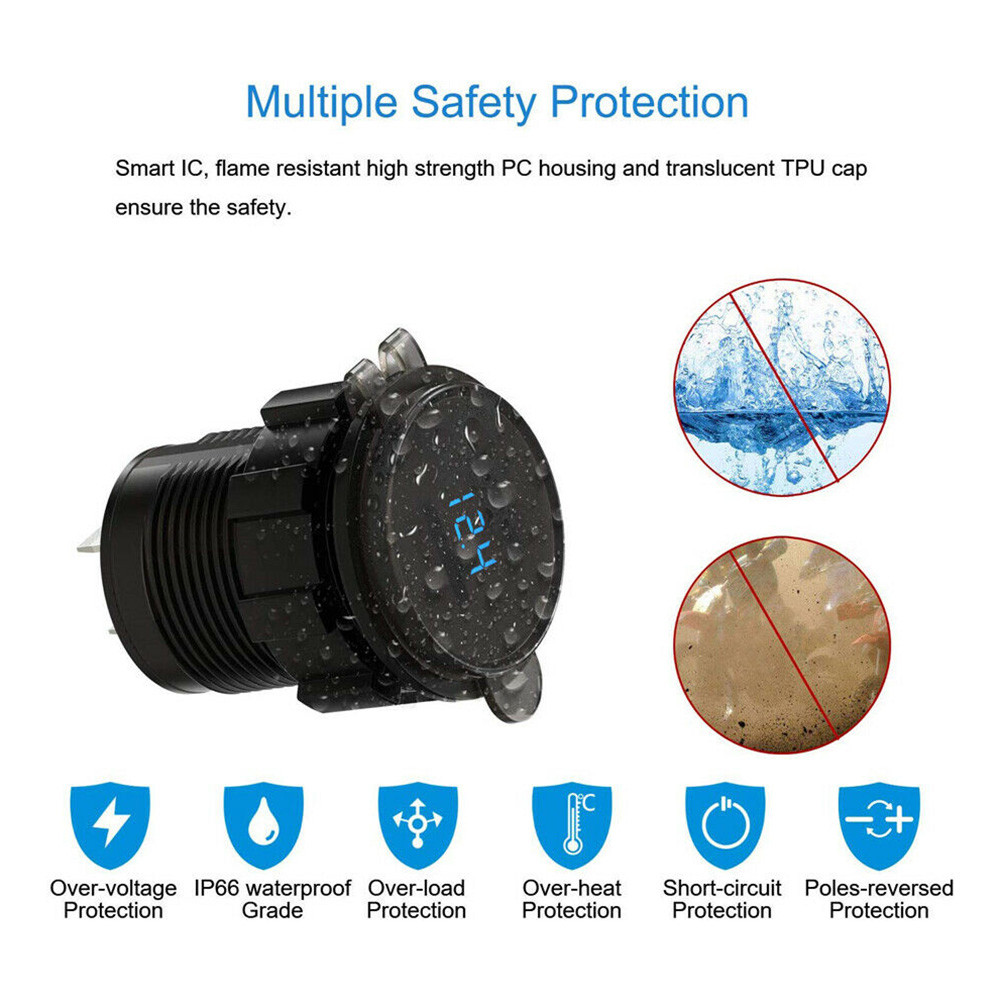 Multiple Safety Protection
Smart IC, flame resistant high strength PC housing and translucent TPU cap
ensure the safety.
12.4
°C
Over-voltage
Protection
IP66 waterproof
Grade
Over-load
Protection
Over-heat
Protection
Short-circuit
Protection
Poles-reversed
Protection